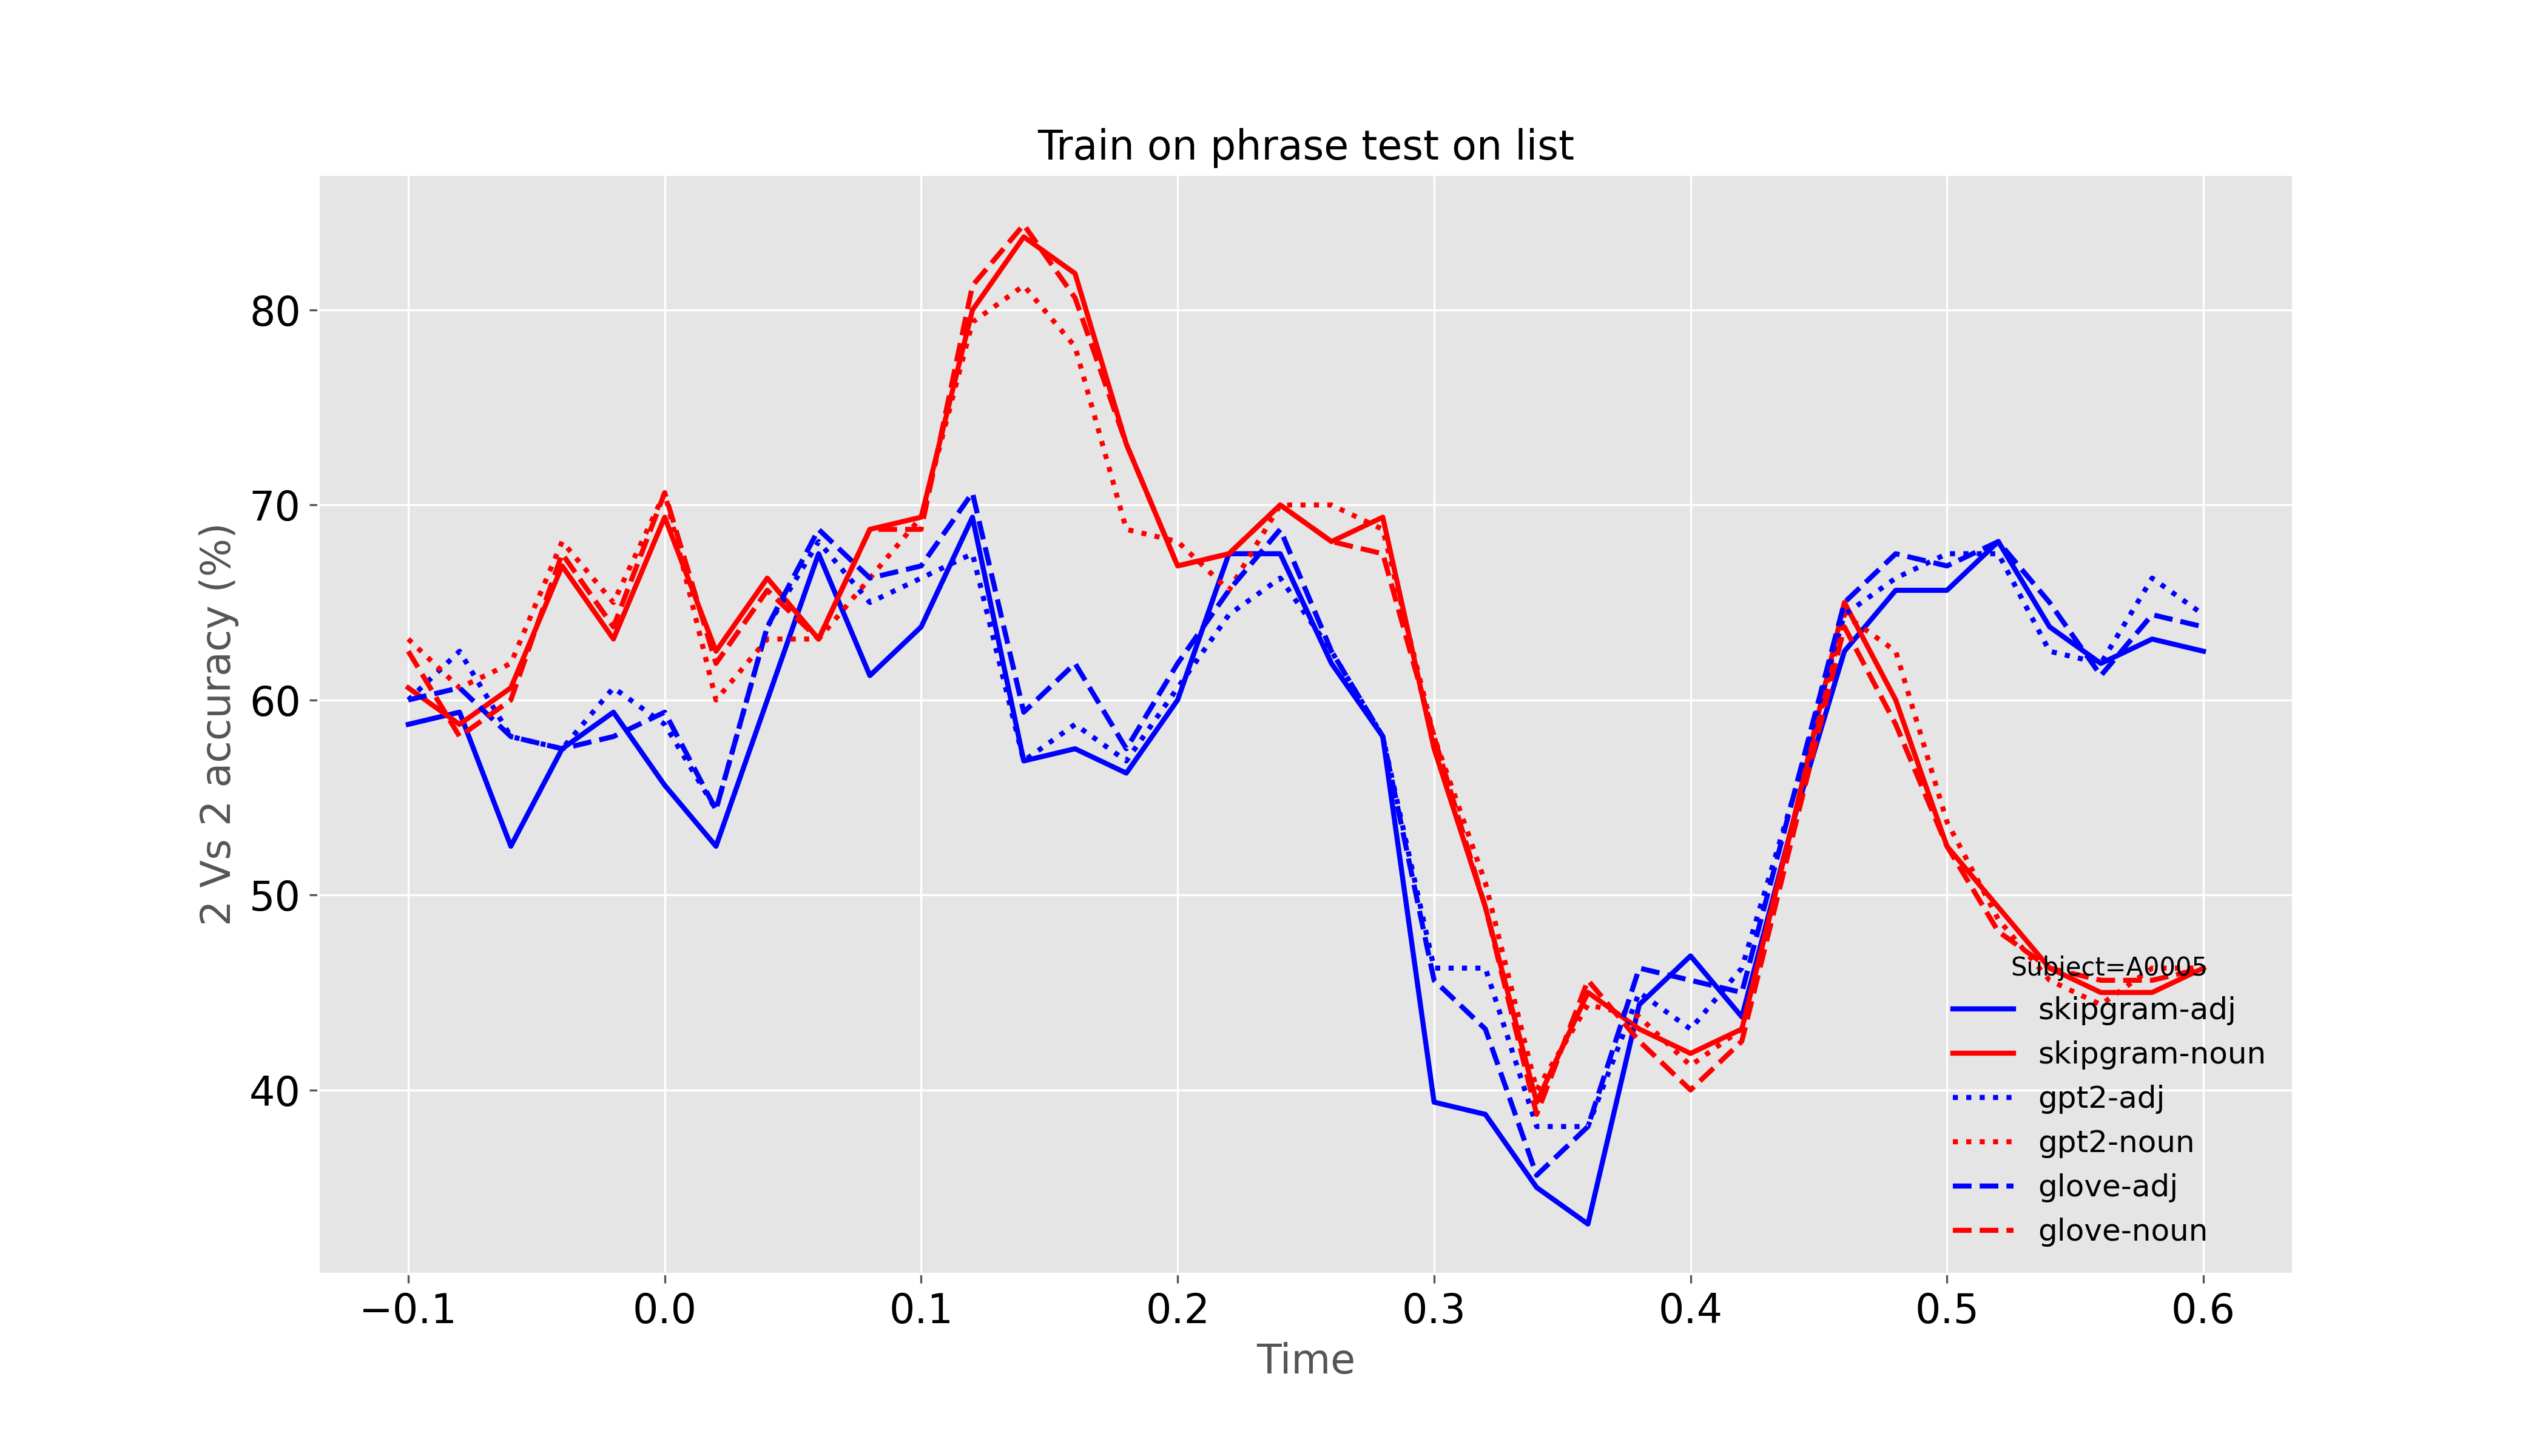 Train on phrase test on list
2 Vs 2 accuracy (%)
80
70
60
50
40
−0.1 0.0 0.1 0.2 0.3 0.4 0.5 0.6
Time
Subject=A0005
skipgram-adj
skipgram-noun
gpt2-adj
gpt2-noun
glove-adj
glove-noun